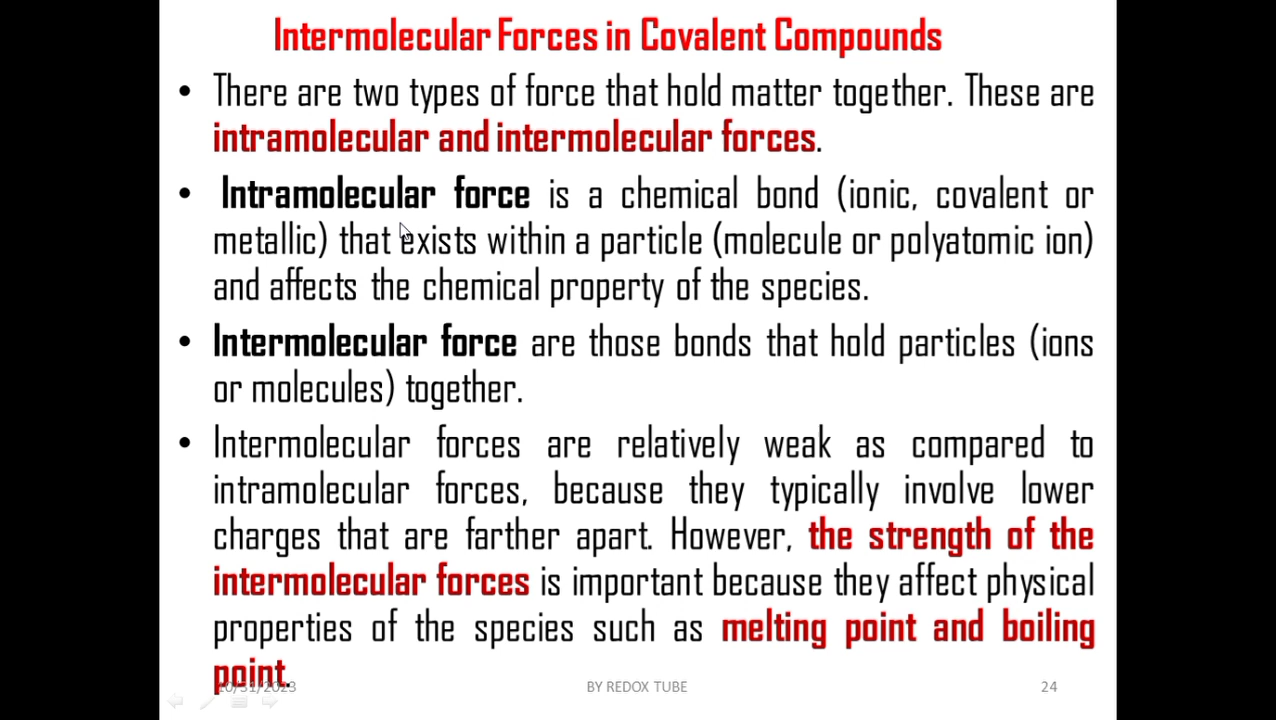 Intermolecular Forces in Covalent Compounds
• There are two types of force that hold matter together. These are
intramolecular and intermolecular forces.
• Intramolecular force is a chemical bond (ionic, covalent or
metallic) that exists within a particle (molecule or polyatomic ion)
and affects the chemical property of the species.
• Intermolecular force are those bonds that hold particles (ions
or molecules) together.
• Intermolecular forces are relatively weak as compared to
intramolecular forces, because they typically involve lower
charges that are farther apart. However, the strength of the
intermolecular forces is important because they affect physical
properties of the species such as melting point and boiling
point.
10/31/2023 BY REDOX TUBE 24